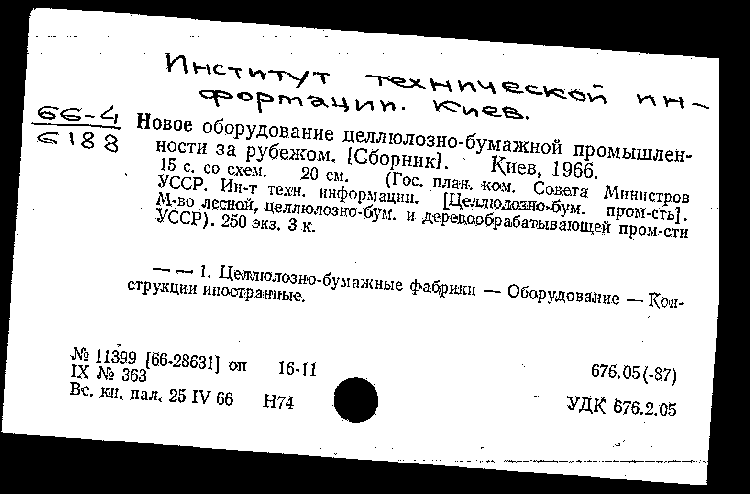 Институт технической ин-
формации. Киев.
66-4
6188
Новое оборудование целлюлозно-бумажной промышлен-
ности за рубежом. [Сборник]. Киев, 1966.
15 с. со схем. 20 см. (Гос. план. ком. Совета Министров
УССР. Ин-т техн. информации. [Целлюлозно-бум. пром-сть].
М-во лесной, целлюлозно-бум. и деревообрабатывающей пром-сти
УССР). 250 экз. 3 к.
— — 1. Целлюлозно-бумажные фабрики — Оборудование — Кон-
струкции иностранные.
№ 11399 [66-28631] оп 16-11 676.05(-87)
IX № 363
Вс. кн. пал. 25 IV 66 Н74 УДК 676.2.05